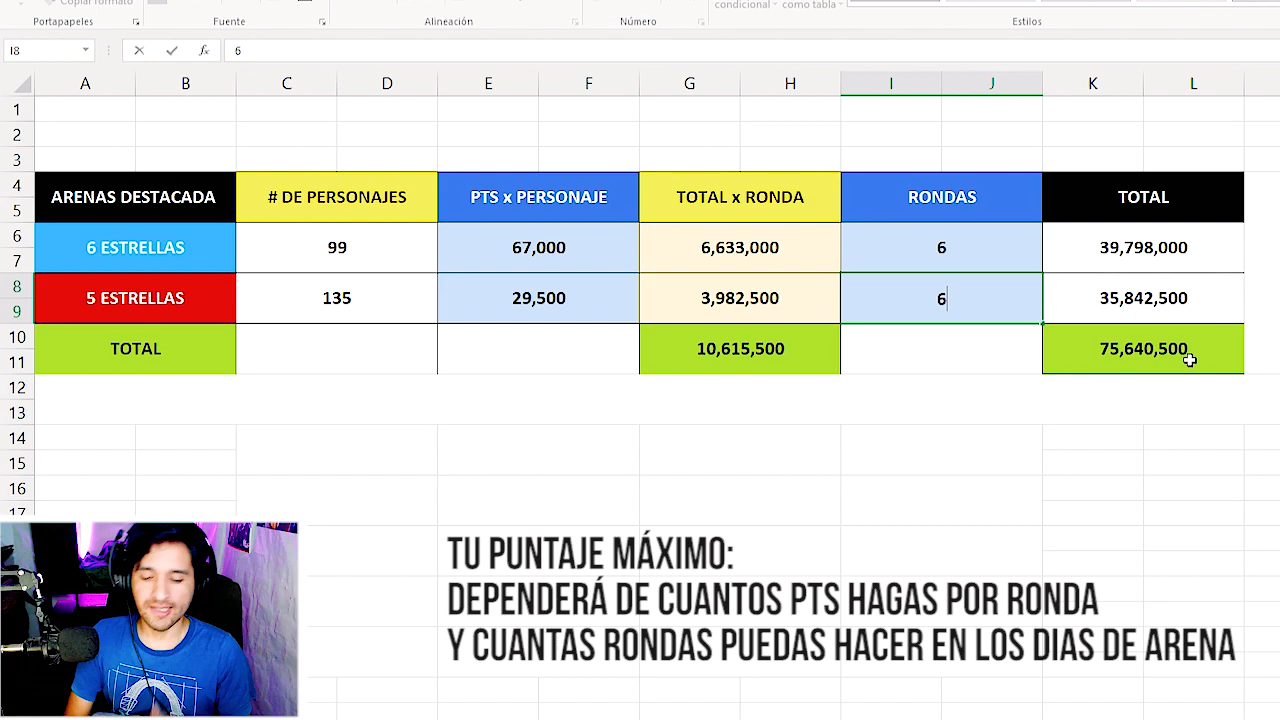 Copiar formato
condicional como tabla
Portapapeles Fuente Alineación Número Estilos
I8 fx 6
A B C D E F G H I J K L
1
2
3
4
5
ARENAS DESTACADA # DE PERSONAJES PTS x PERSONAJE TOTAL x RONDA RONDAS TOTAL
6
7
6 ESTRELLAS 99 67,000 6,633,000 6 39,798,000
8
9
5 ESTRELLAS 135 29,500 3,982,500 6 35,842,500
10
11
TOTAL 10,615,500 75,640,500
12
13
14
15
16
17
TU PUNTAJE MÁXIMO:
DEPENDERÁ DE CUANTOS PTS HAGAS POR RONDA
Y CUANTAS RONDAS PUEDAS HACER EN LOS DIAS DE ARENA